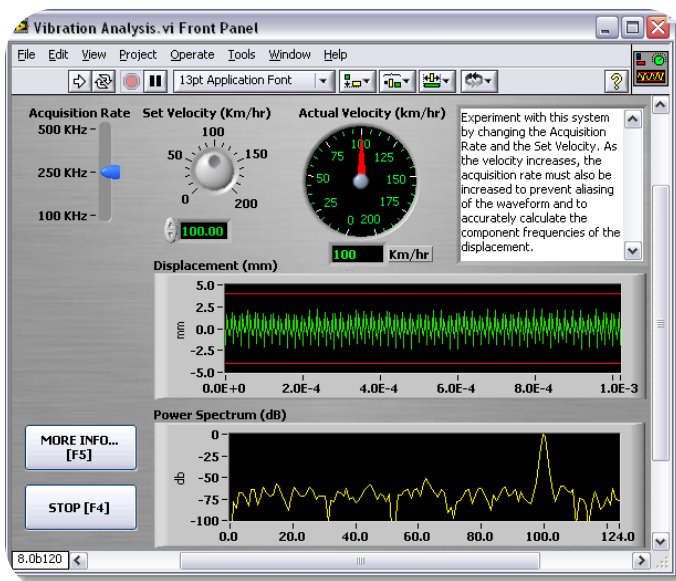 Vibration Analysis.vi Front Panel
File Edit View Project Operate Tools Window Help
13pt Application Font
?
Acquisition Rate
500 KHz
250 KHz
100 KHz
Set Velocity (Km/hr)
100
50 150
0 200
100.00
Actual Velocity (km/hr)
100
75 125
50 150
25 175
0 200
100 Km/hr
Experiment with this system
by changing the Acquisition
Rate and the Set Velocity. As
the velocity increases, the
acquisition rate must also be
increased to prevent aliasing
of the waveform and to
accurately calculate the
component frequencies of the
displacement.
Displacement (mm)
mm
5.0
2.5
0.0
-2.5
-5.0
0.0E+0 2.0E-4 4.0E-4 6.0E-4 8.0E-4 1.0E-3
MORE INFO...
[F5]
STOP [F4]
Power Spectrum (dB)
db
0
-25
-50
-75
-100
0.0 20.0 40.0 60.0 80.0 100.0 124.0
8.0b120